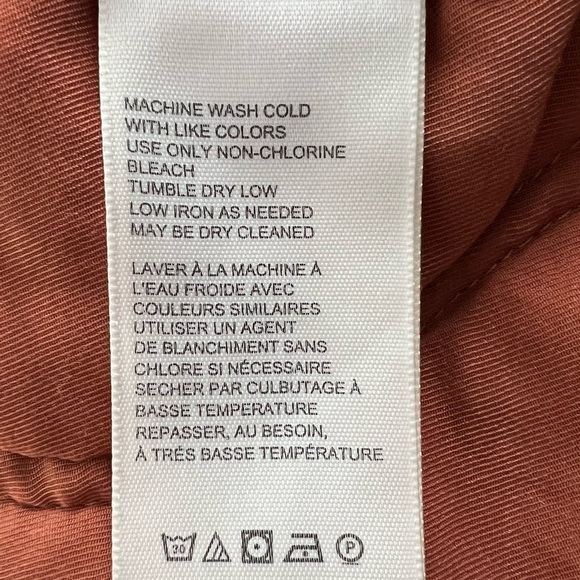 MACHINE WASH COLD
WITH LIKE COLORS
USE ONLY NON-CHLORINE
BLEACH
TUMBLE DRY LOW
LOW IRON AS NEEDED
MAY BE DRY CLEANED
LAVER À LA MACHINE À
L'EAU FROIDE AVEC
COULEURS SIMILAIRES
UTILISER UN AGENT
DE BLANCHIMENT SANS
CHLORE SI NÉCESSAIRE
SECHER PAR CULBUTAGE À
BASSE TEMPERATURE
REPASSER, AU BESOIN,
À TRÉS BASSE TEMPÉRATURE
30 P